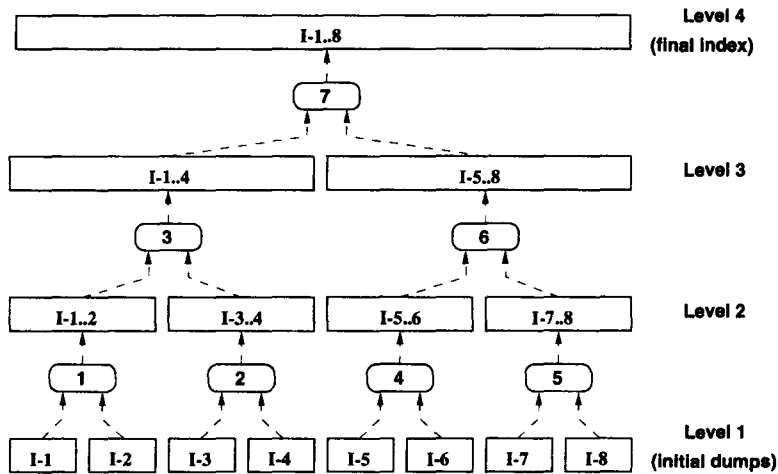 Level 4
I-1..8
(final index)
7
I-1..4
I-5..8
Level 3
3
6
I-1..2
I-3..4
I-5..6
I-7..8
Level 2
1
2
4
5
Level 1
I-1
I-2
I-3
I-4
I-5
I-6
I-7
I-8
(initial dumps)